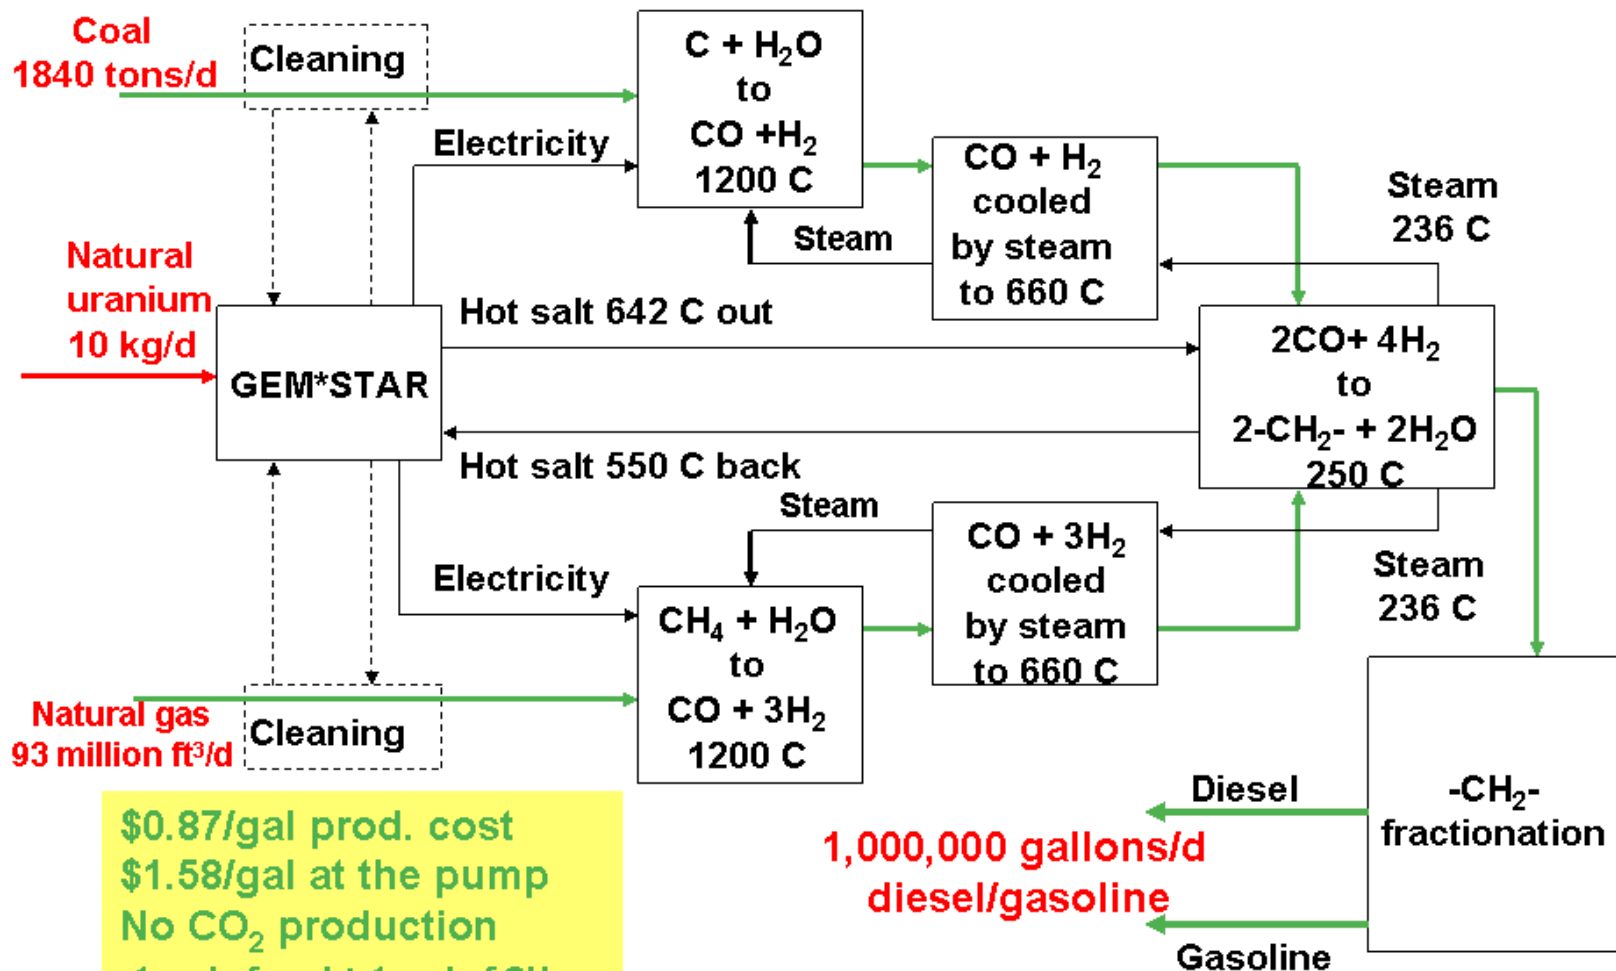 Coal
1840 tons/d
Cleaning
C + H₂O
to
CO +H₂
1200 C
Electricity
CO + H₂
cooled
by steam
to 660 C
Steam
Steam
236 C
Natural
uranium
10 kg/d
GEM*STAR
Hot salt 642 C out
Hot salt 550 C back
2CO+ 4H₂
to
2-CH₂- + 2H₂O
250 C
Steam
Electricity
CO + 3H₂
cooled
by steam
to 660 C
Steam
236 C
CH₄ + H₂O
to
CO + 3H₂
1200 C
Natural gas
93 million ft³/d
Cleaning
$0.87/gal prod. cost
$1.58/gal at the pump
No CO₂ production
Diesel
1,000,000 gallons/d
diesel/gasoline
Gasoline
-CH₂-
fractionation